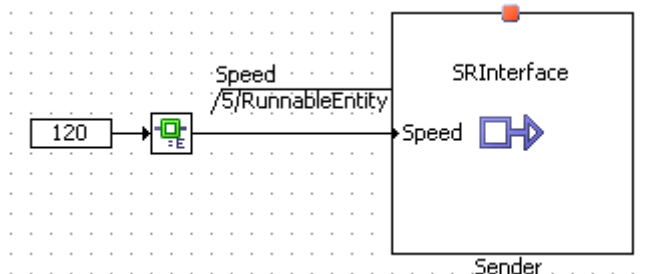 SRInterface
Speed
/5/RunnableEntity
120
=E
Speed
Sender